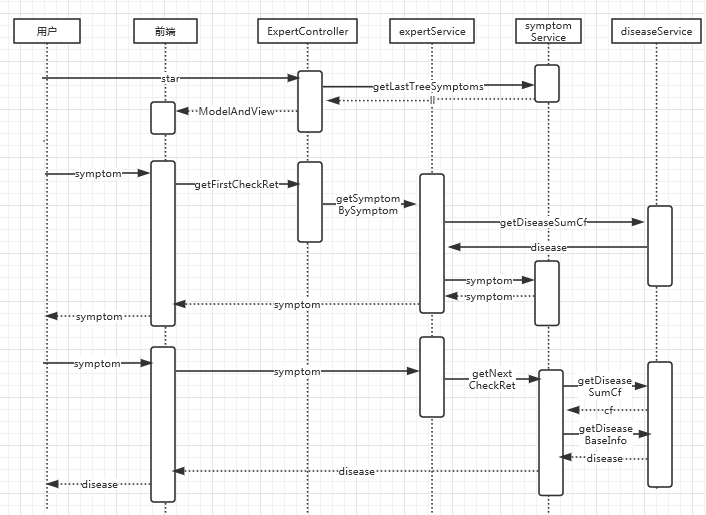 用户
前端
ExpertController
expertService
symptom
Service
diseaseService
star
getLastTreeSymptoms
ll
ModelAndView
symptom
getFirstCheckRet
getSymptom
BySymptom
getDiseaseSumCf
disease
symptom
symptom
symptom
symptom
symptom
symptom
getNext
CheckRet
getDisease
SumCf
cf
getDisease
BaseInfo
disease
disease
disease